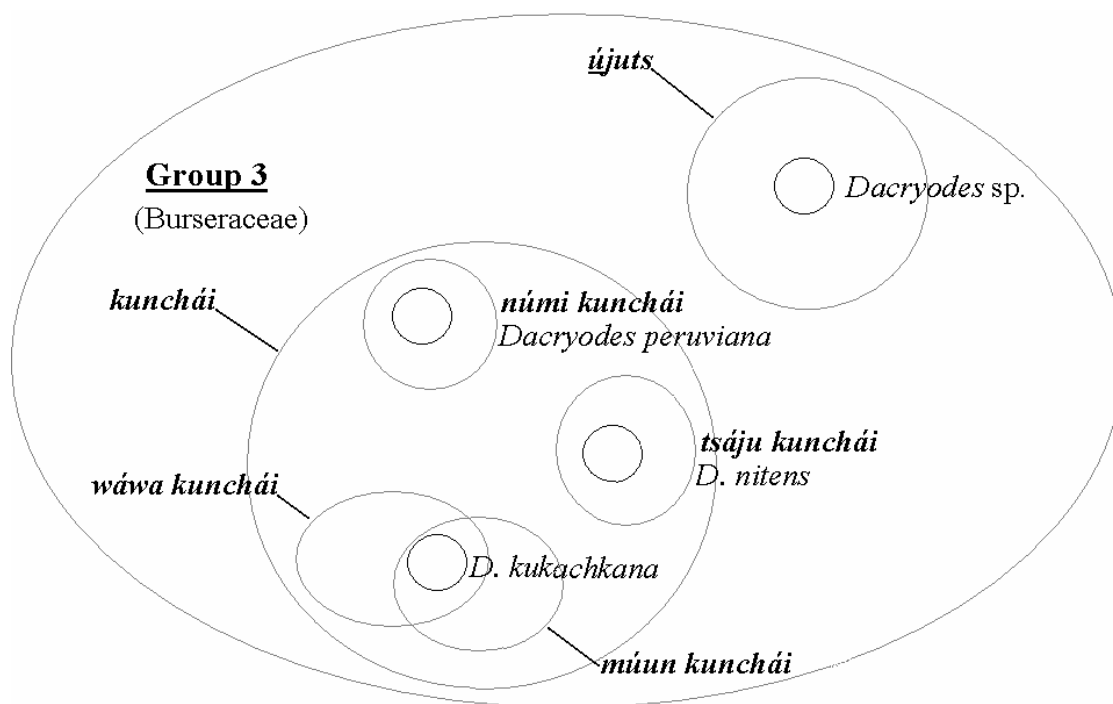 újuts
Group 3
(Burseraceae)
Dacryodes sp.
kunchái
númi kunchái
Dacryodes peruviana
tsáju kunchái
D. nitens
wáwa kunchái
D. kukachkana
múun kunchái